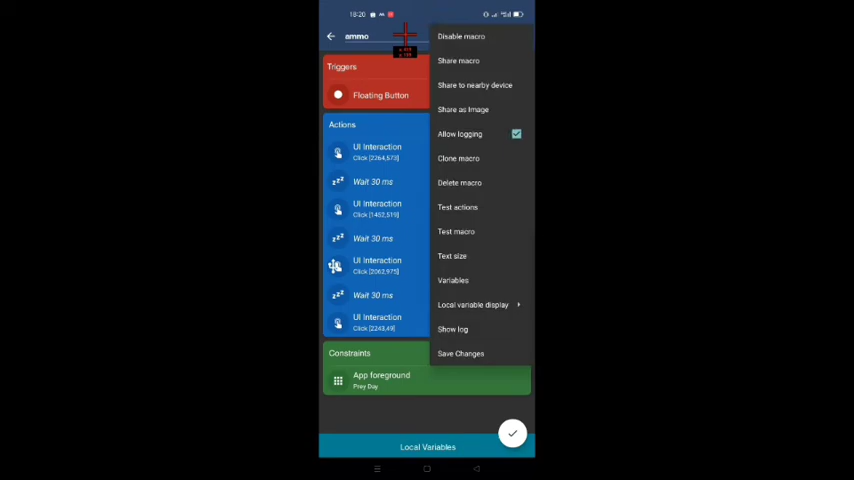 18:20
ammo
Triggers
Floating Button
Actions
UI Interaction
Click [2264,573]
Wait 30 ms
UI Interaction
Click [1452,519]
Wait 30 ms
UI Interaction
Click [2062,975]
Wait 30 ms
UI Interaction
Click [2243,49]
Constraints
App foreground
Prey Day
Disable macro
Share macro
Share to nearby device
Share as Image
Allow logging
Clone macro
Delete macro
Test actions
Test macro
Text size
Variables
Local variable display
Show log
Save Changes
Local Variables